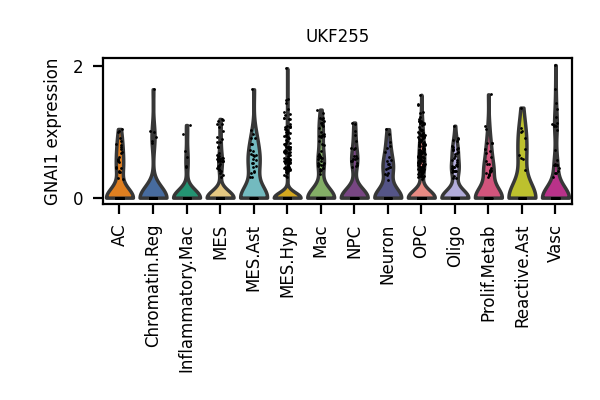 UKF255
GNAI1 expression
2
0
AC
Chromatin.Reg
Inflammatory.Mac
MES
MES.Ast
MES.Hyp
Mac
NPC
Neuron
OPC
Oligo
Prolif.Metab
Reactive.Ast
Vasc